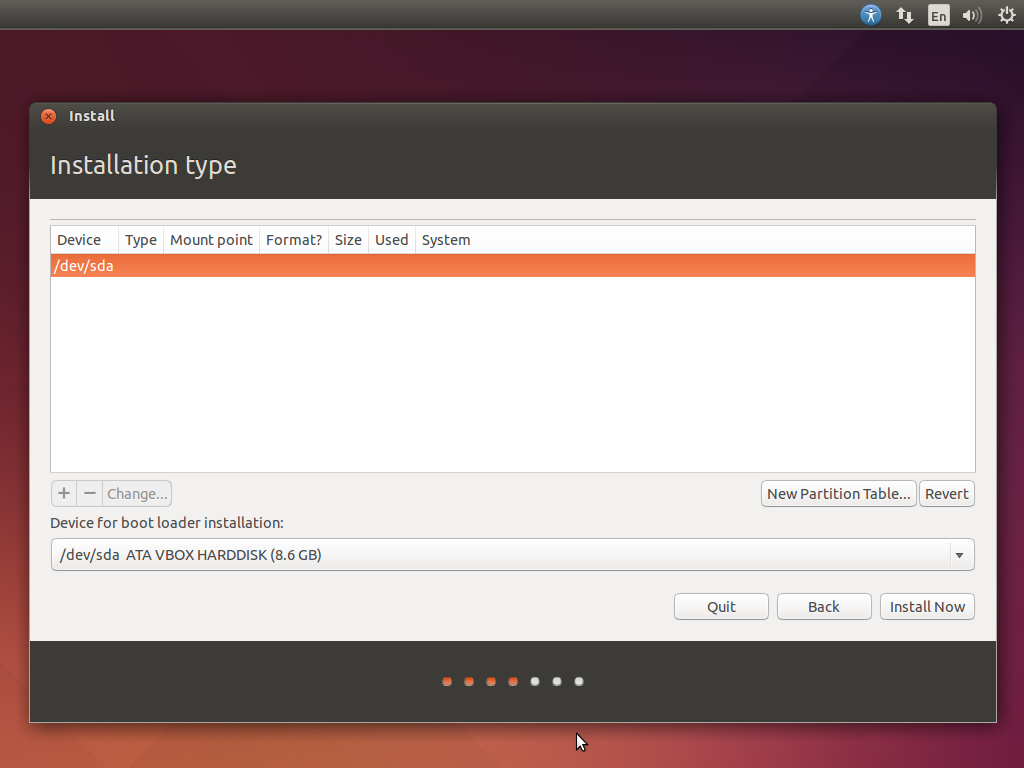 En
Install
Installation type
Device Type Mount point Format? Size Used System
/dev/sda
+ − Change... New Partition Table... Revert
Device for boot loader installation:
/dev/sda ATA VBOX HARDDISK (8.6 GB)
Quit Back Install Now